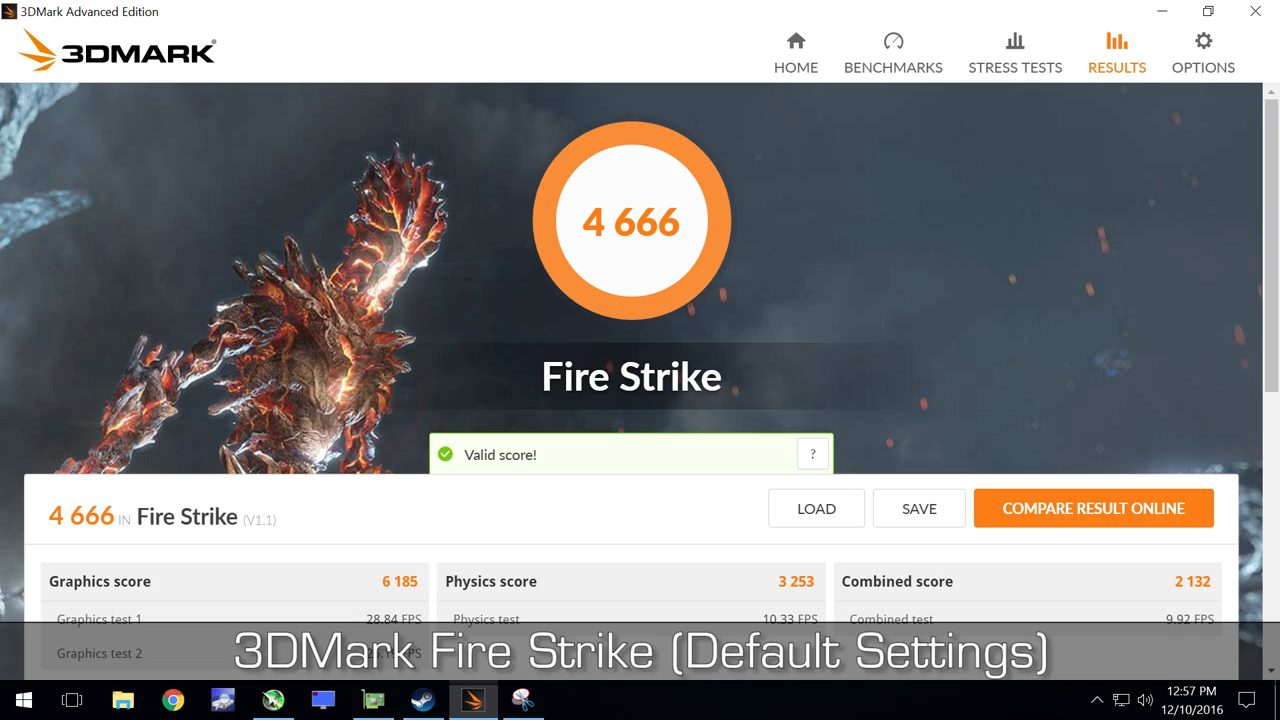 3DMark Advanced Edition
3DMARK®
HOME BENCHMARKS STRESS TESTS RESULTS OPTIONS
4 666
Fire Strike
Valid score! ?
4 666 IN Fire Strike (V1.1) LOAD SAVE COMPARE RESULT ONLINE
Graphics score 6 185 Physics score 3 253 Combined score 2 132
Graphics test 1 28.84 FPS Physics test 10.33 FPS Combined test 9.92 FPS
3DMark Fire Strike (Default Settings)
Graphics test 2
12:57 PM
12/10/2016